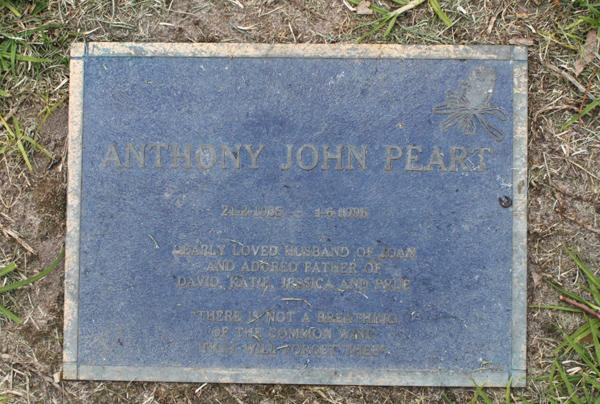 ANTHONY JOHN PEART
DEARLY LOVED HUSBAND OF JOAN
AND ADORED FATHER OF
DAVID, JESSICA AND PRUE
"THERE IS NOT A BREATHING
OF THE COMMON WIND
THAT WILL FORGET THEE"